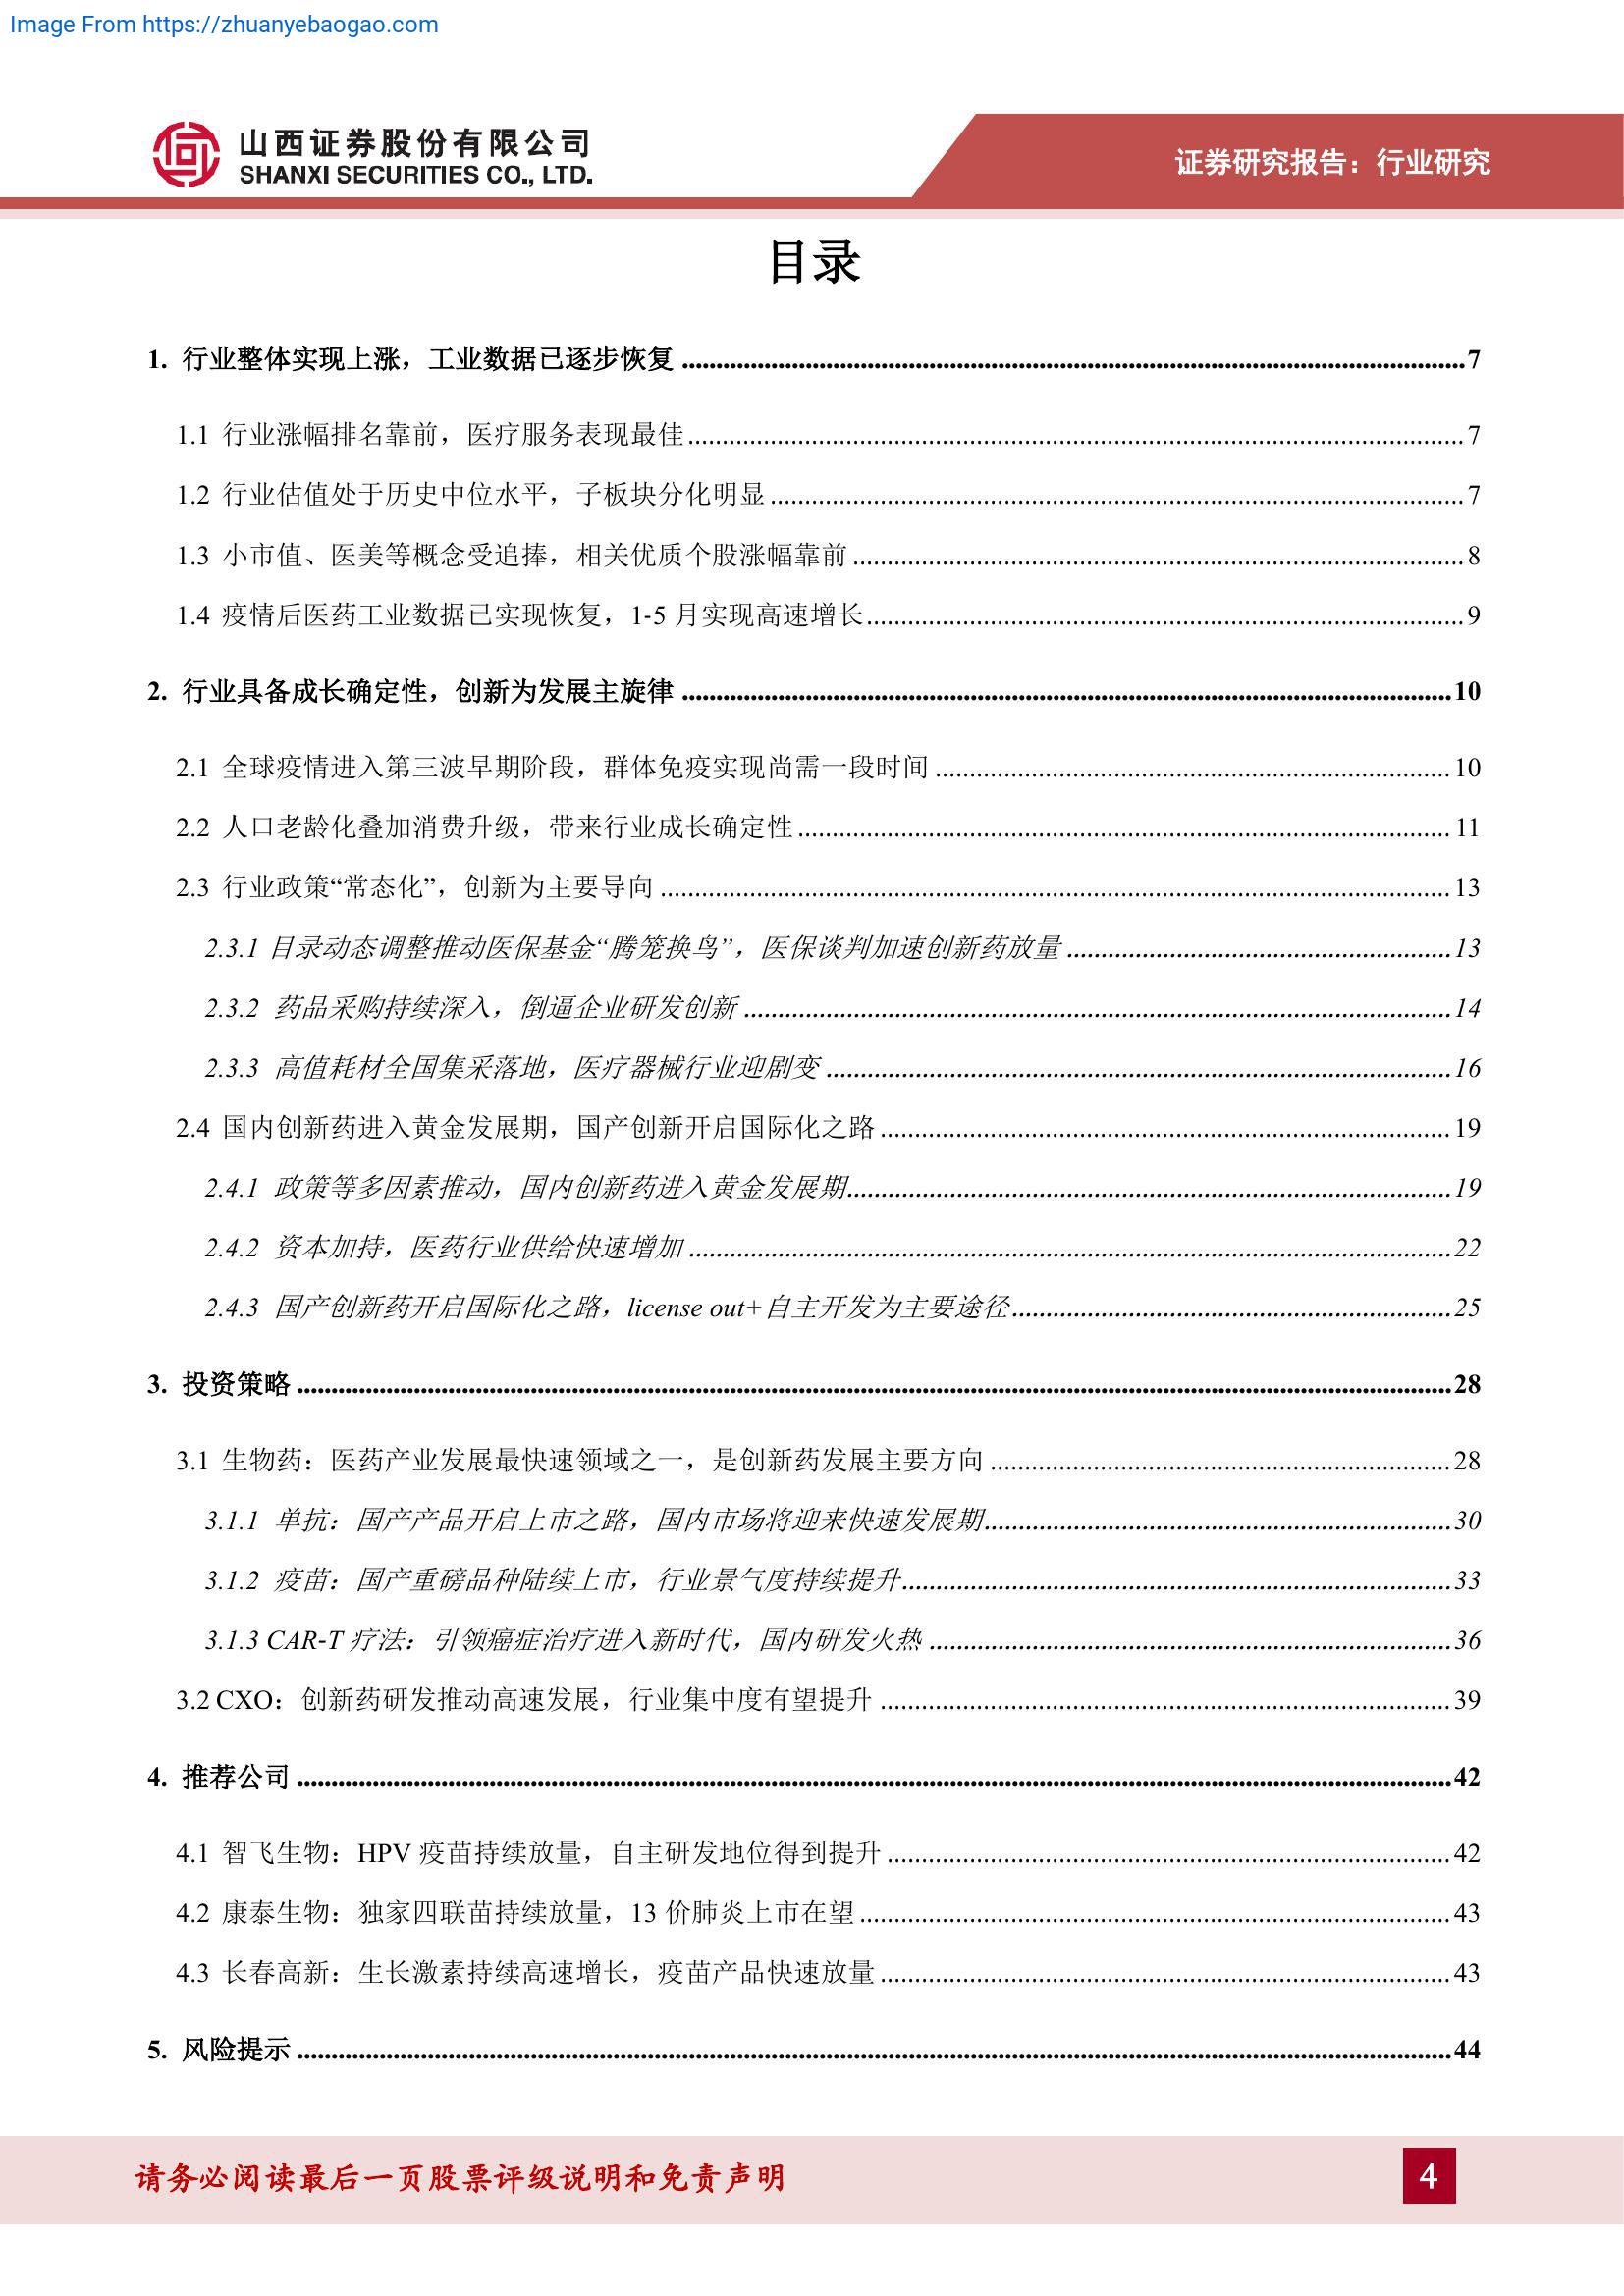 Image From https://zhuanyebaogao.com
山西证券股份有限公司
SHANXI SECURITIES CO., LTD.
证券研究报告：行业研究
目录
1. 行业整体实现上涨，工业数据已逐步恢复 7
1.1 行业涨幅排名靠前，医疗服务表现最佳 7
1.2 行业估值处于历史中位水平，子板块分化明显 7
1.3 小市值、医美等概念受追捧，相关优质个股涨幅靠前 8
1.4 疫情后医药工业数据已实现恢复，1-5 月实现高速增长 9
2. 行业具备成长确定性，创新为发展主旋律 10
2.1 全球疫情进入第三波早期阶段，群体免疫实现尚需一段时间 10
2.2 人口老龄化叠加消费升级，带来行业成长确定性 11
2.3 行业政策“常态化”，创新为主要导向 13
2.3.1 目录动态调整推动医保基金“腾笼换鸟”，医保谈判加速创新药放量 13
2.3.2 药品采购持续深入，倒逼企业研发创新 14
2.3.3 高值耗材全国集采落地，医疗器械行业迎剧变 16
2.4 国内创新药进入黄金发展期，国产创新开启国际化之路 19
2.4.1 政策等多因素推动，国内创新药进入黄金发展期 19
2.4.2 资本加持，医药行业供给快速增加 22
2.4.3 国产创新药开启国际化之路，license out+自主开发为主要途径 25
3. 投资策略 28
3.1 生物药：医药产业发展最快速领域之一，是创新药发展主要方向 28
3.1.1 单抗：国产产品开启上市之路，国内市场将迎来快速发展期 30
3.1.2 疫苗：国产重磅品种陆续上市，行业景气度持续提升 33
3.1.3 CAR-T 疗法：引领癌症治疗进入新时代，国内研发火热 36
3.2 CXO：创新药研发推动高速发展，行业集中度有望提升 39
4. 推荐公司 42
4.1 智飞生物：HPV 疫苗持续放量，自主研发地位得到提升 42
4.2 康泰生物：独家四联苗持续放量，13 价肺炎上市在望 43
4.3 长春高新：生长激素持续高速增长，疫苗产品快速放量 43
5. 风险提示 44
请务必阅读最后一页股票评级说明和免责声明
4